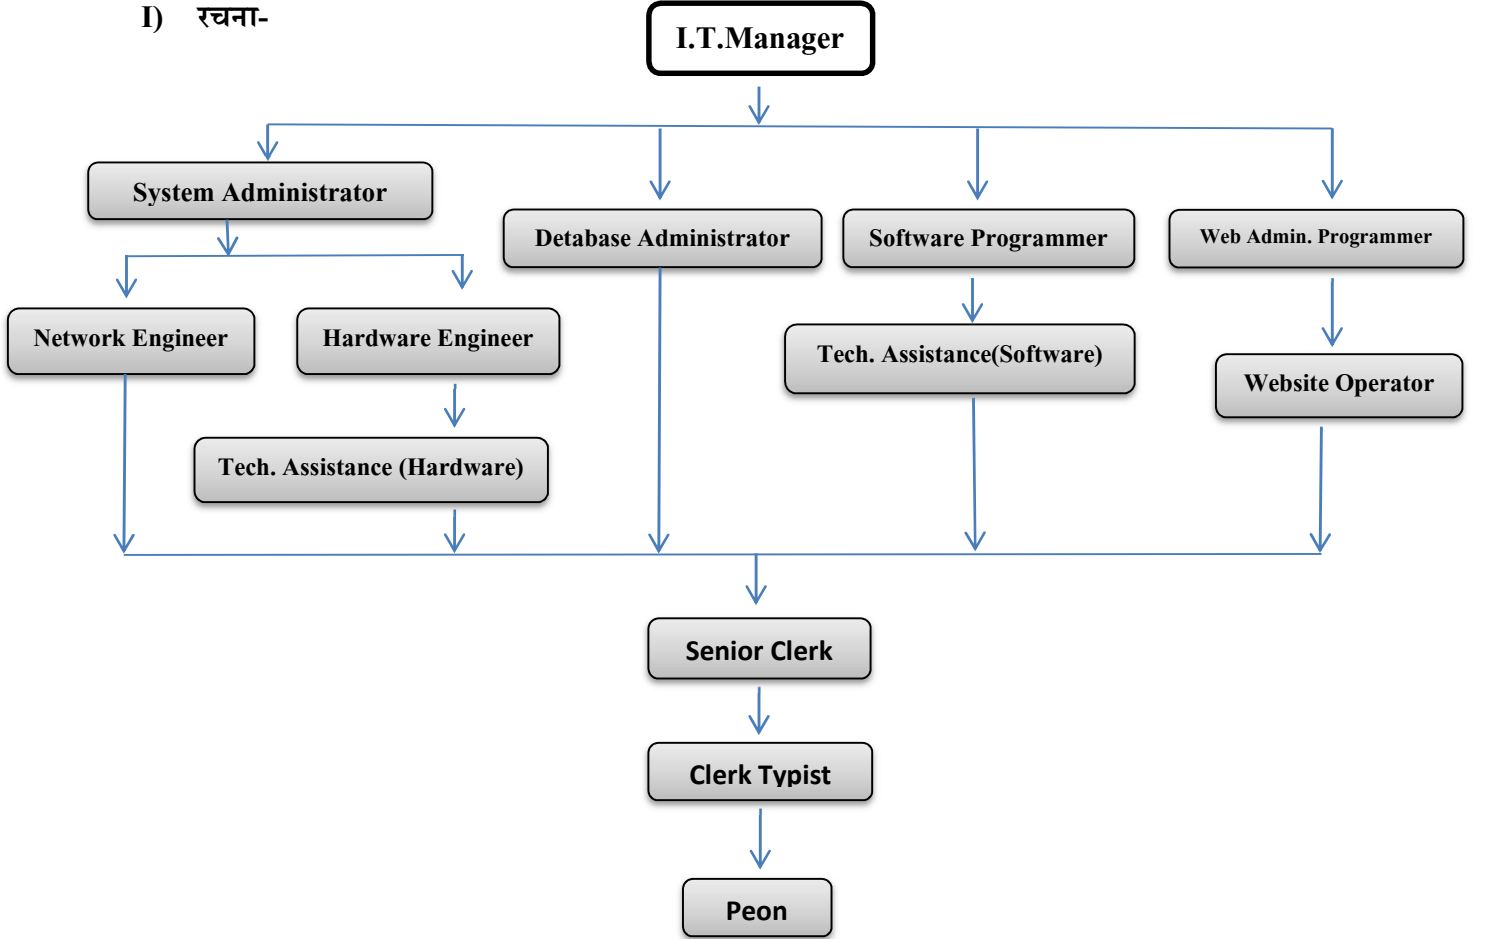 I) रचना-
I.T.Manager
System Administrator
Detabase Administrator
Software Programmer
Web Admin. Programmer
Network Engineer
Hardware Engineer
Tech. Assistance(Software)
Website Operator
Tech. Assistance (Hardware)
Senior Clerk
Clerk Typist
Peon